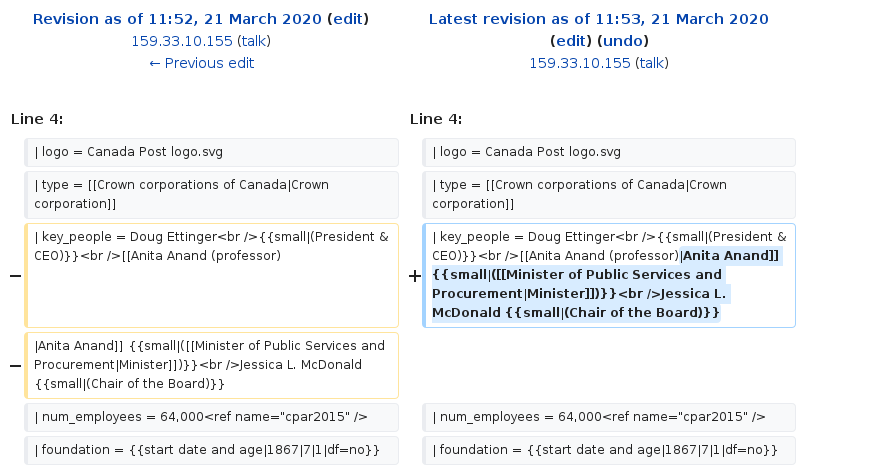 Revision as of 11:52, 21 March 2020 (edit)
159.33.10.155 (talk)
← Previous edit
Latest revision as of 11:53, 21 March 2020
(edit) (undo)
159.33.10.155 (talk)
Line 4:
Line 4:
| logo = Canada Post logo.svg
| logo = Canada Post logo.svg
| type = [[Crown corporations of Canada|Crown
corporation]]
| type = [[Crown corporations of Canada|Crown
corporation]]
− | key_people = Doug Ettinger<br />{{small|(President &
CEO)}}<br />[[Anita Anand (professor)
+ | key_people = Doug Ettinger<br />{{small|(President &
CEO)}}<br />[[Anita Anand (professor)|Anita Anand]]
{{small|([[Minister of Public Services and
Procurement|Minister]])}}<br />Jessica L.
McDonald {{small|(Chair of the Board)}}
− |Anita Anand]] {{small|([[Minister of Public Services and
Procurement|Minister]])}}<br />Jessica L. McDonald
{{small|(Chair of the Board)}}
| num_employees = 64,000<ref name="cpar2015" />
| num_employees = 64,000<ref name="cpar2015" />
| foundation = {{start date and age|1867|7|1|df=no}}
| foundation = {{start date and age|1867|7|1|df=no}}